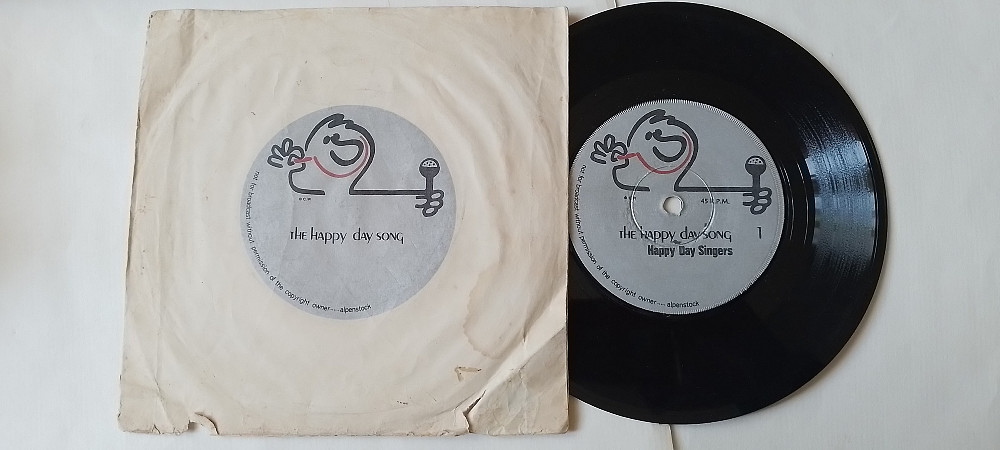 THE HAPPY DAY SONG
not for broadcast without permission of the copyright owner.... alpenstock
45 R.P.M.
THE HAPPY DAY SONG
1
Happy Day Singers
not for broadcast without permission of the copyright owner.... alpenstock